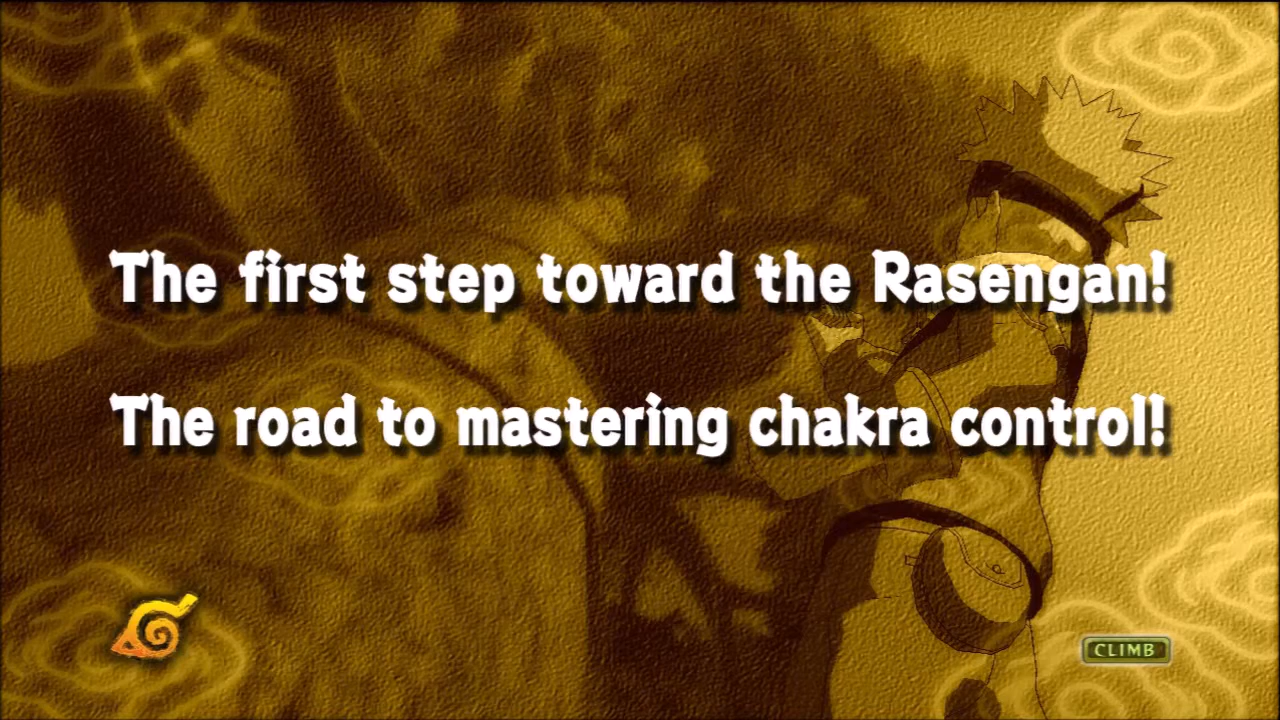 The first step toward the Rasengan!
The road to mastering chakra control!
CLIMB